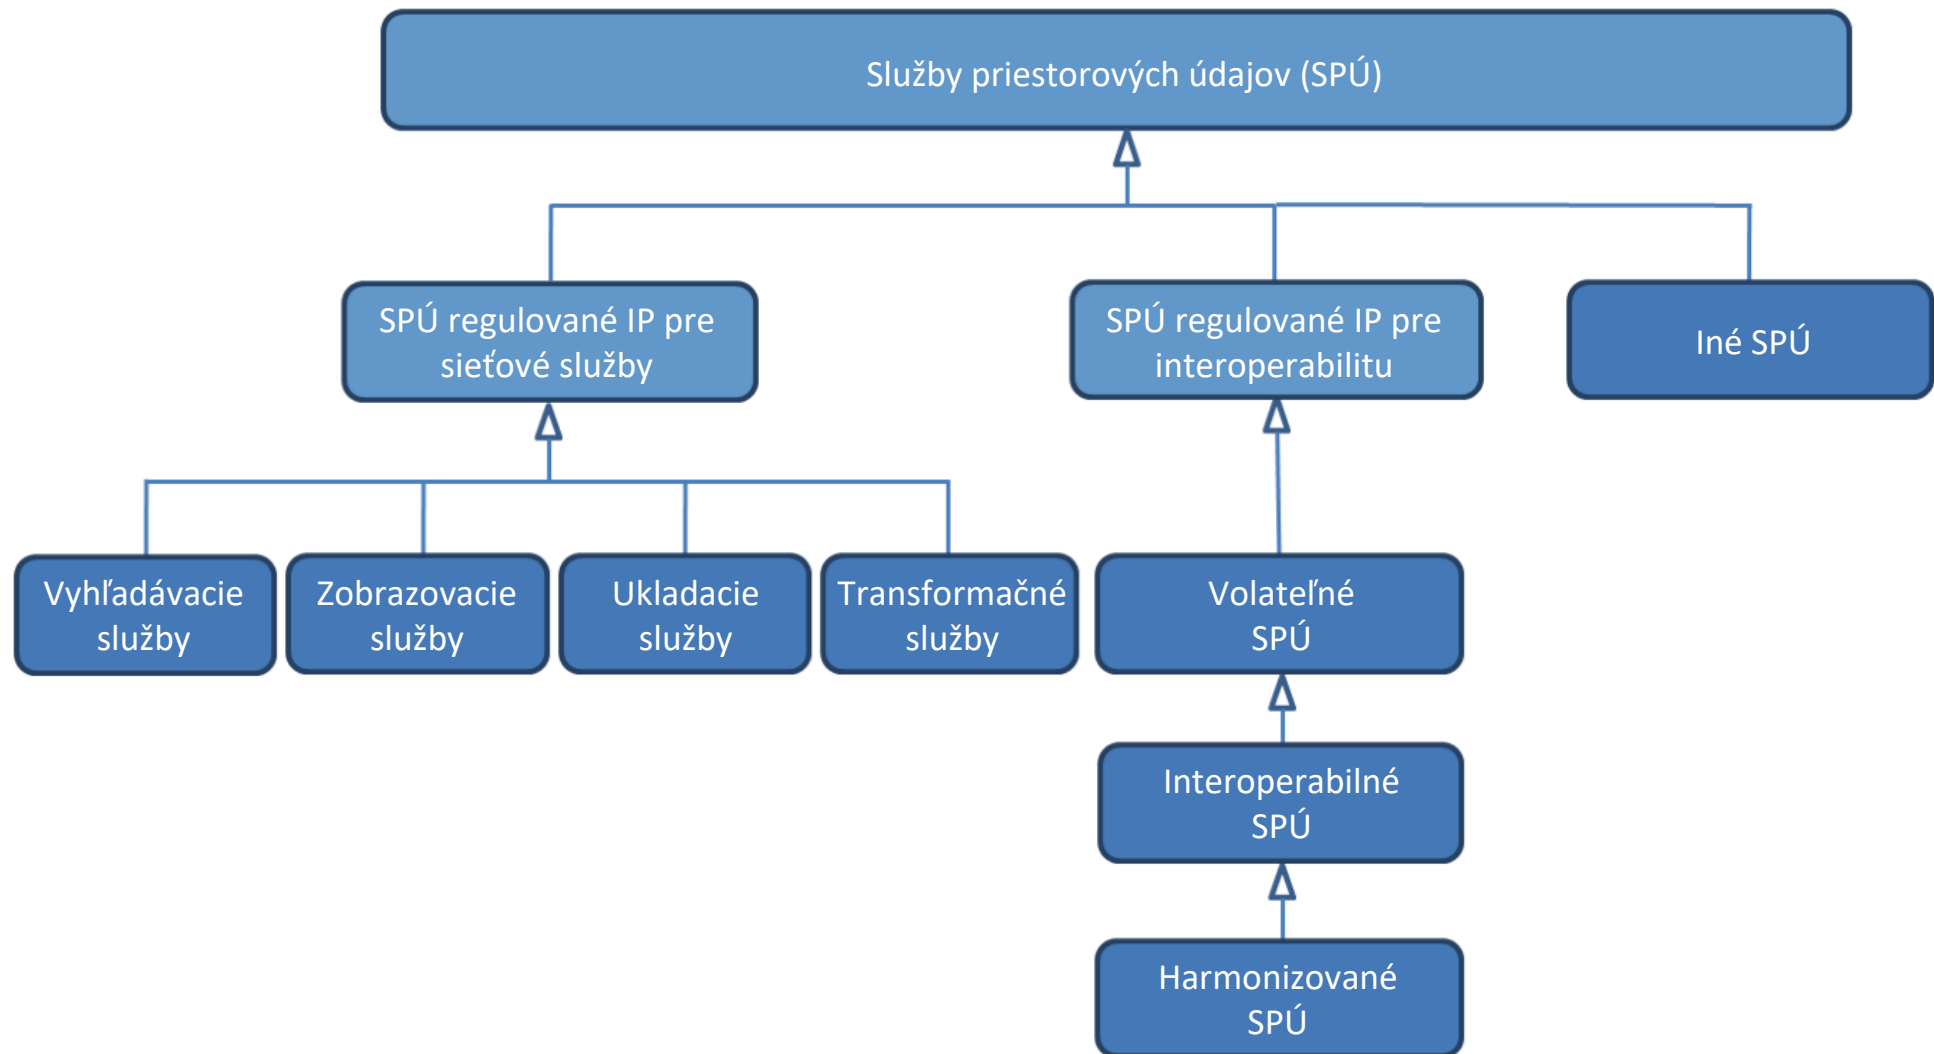 Služby priestorových údajov (SPÚ)
SPÚ regulované IP pre
sieťové služby
SPÚ regulované IP pre
interoperabilitu
Iné SPÚ
Vyhľadávacie
služby
Zobrazovacie
služby
Ukladacie
služby
Transformačné
služby
Volateľné
SPÚ
Interoperabilné
SPÚ
Harmonizované
SPÚ